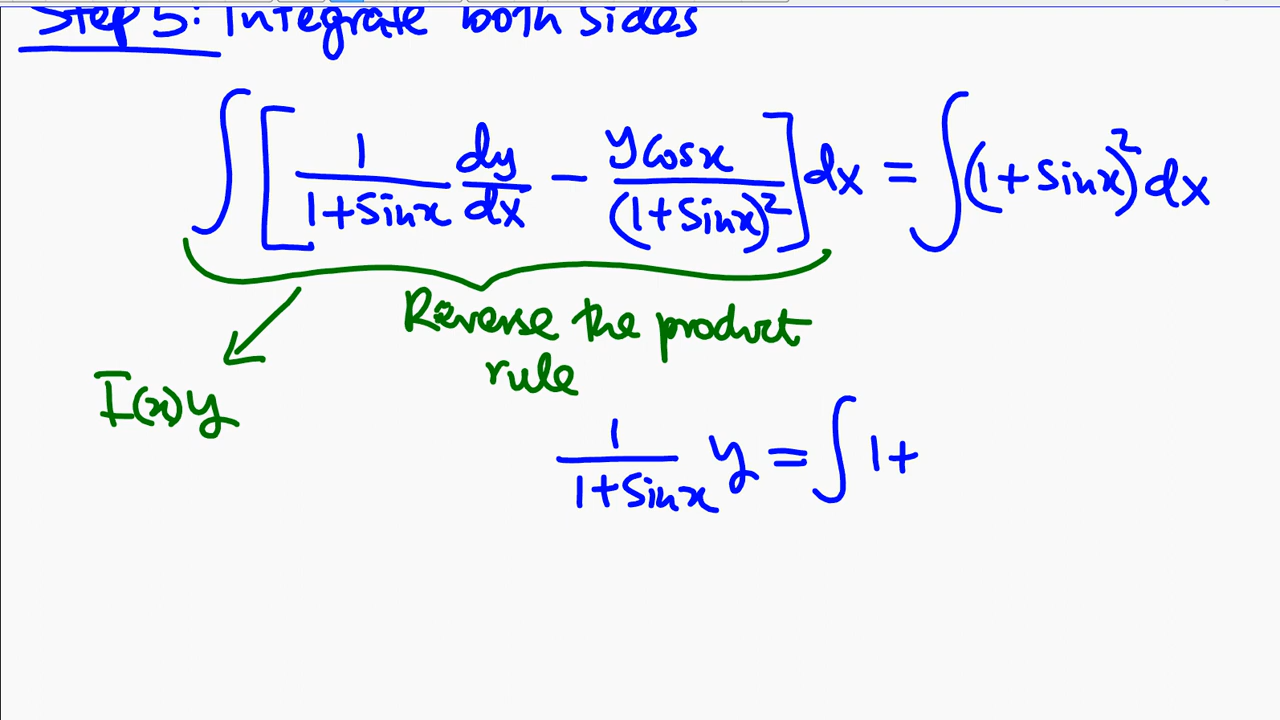 Step 5: Integrate both sides
∫ [ 1/(1+sinx) dy/dx − ycosx/(1+sinx)² ] dx = ∫(1+sinx)² dx
Reverse the product
rule
I(x)y
1/(1+sinx) y = ∫ 1+